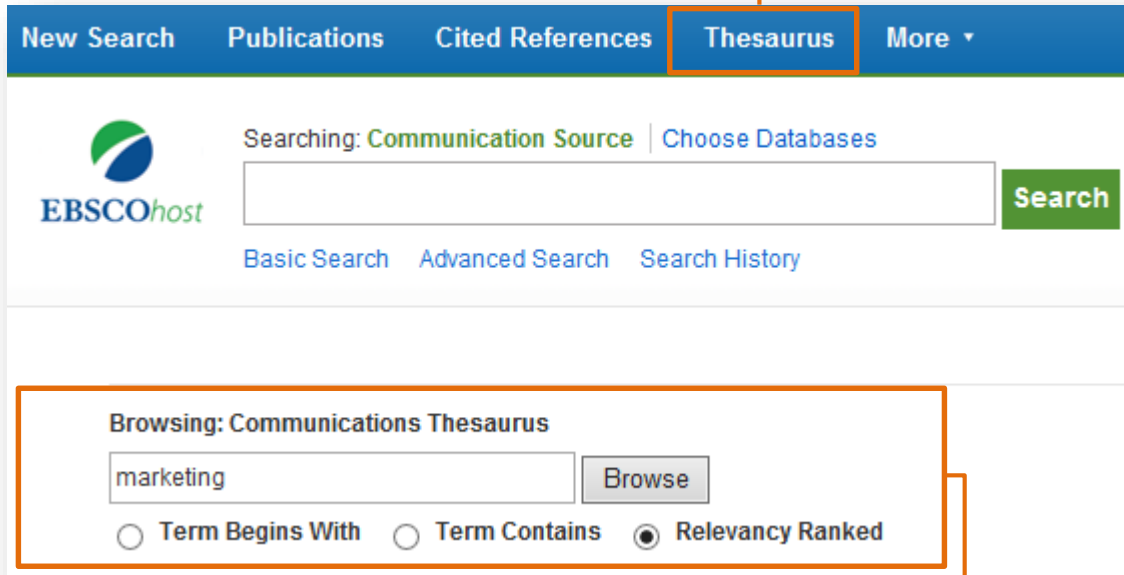 New Search Publications Cited References Thesaurus More
Searching: Communication Source Choose Databases
EBSCOhost
Search
Basic Search Advanced Search Search History
Browsing: Communications Thesaurus
marketing Browse
Term Begins With Term Contains Relevancy Ranked